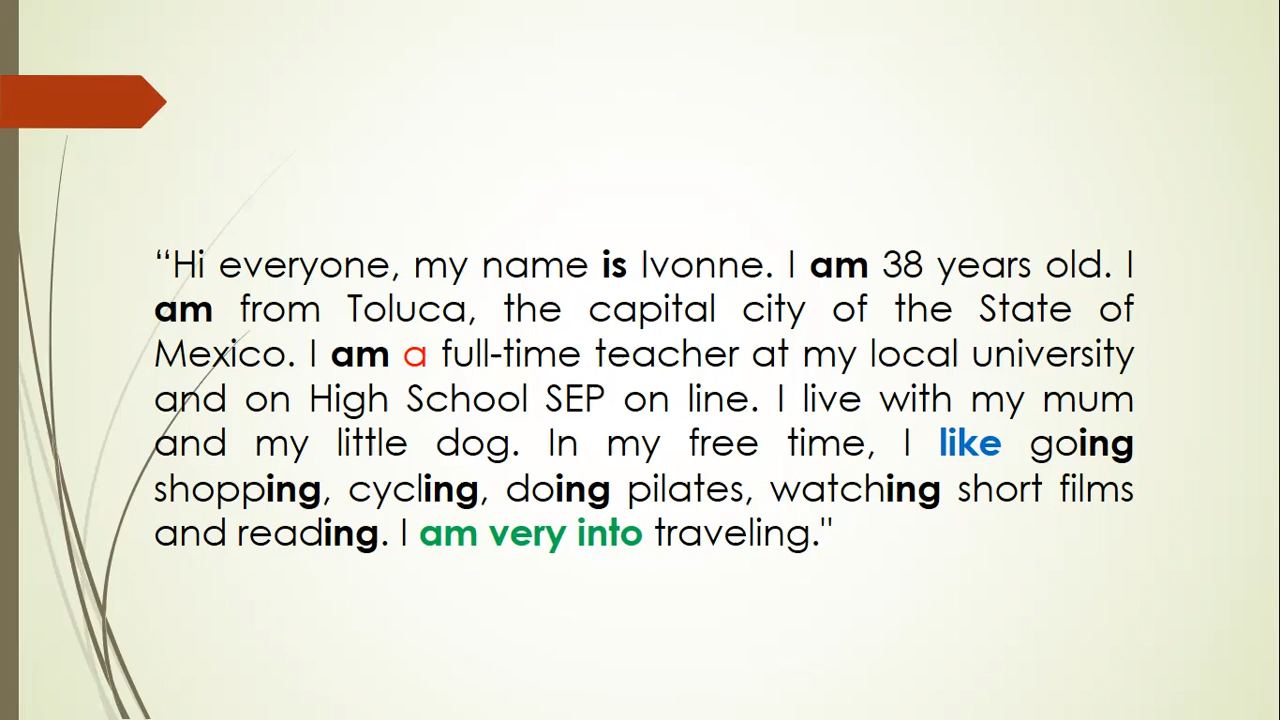 “Hi everyone, my name is Ivonne. I am 38 years old. I
am from Toluca, the capital city of the State of
Mexico. I am a full-time teacher at my local university
and on High School SEP on line. I live with my mum
and my little dog. In my free time, I like going
shopping, cycling, doing pilates, watching short films
and reading. I am very into traveling."